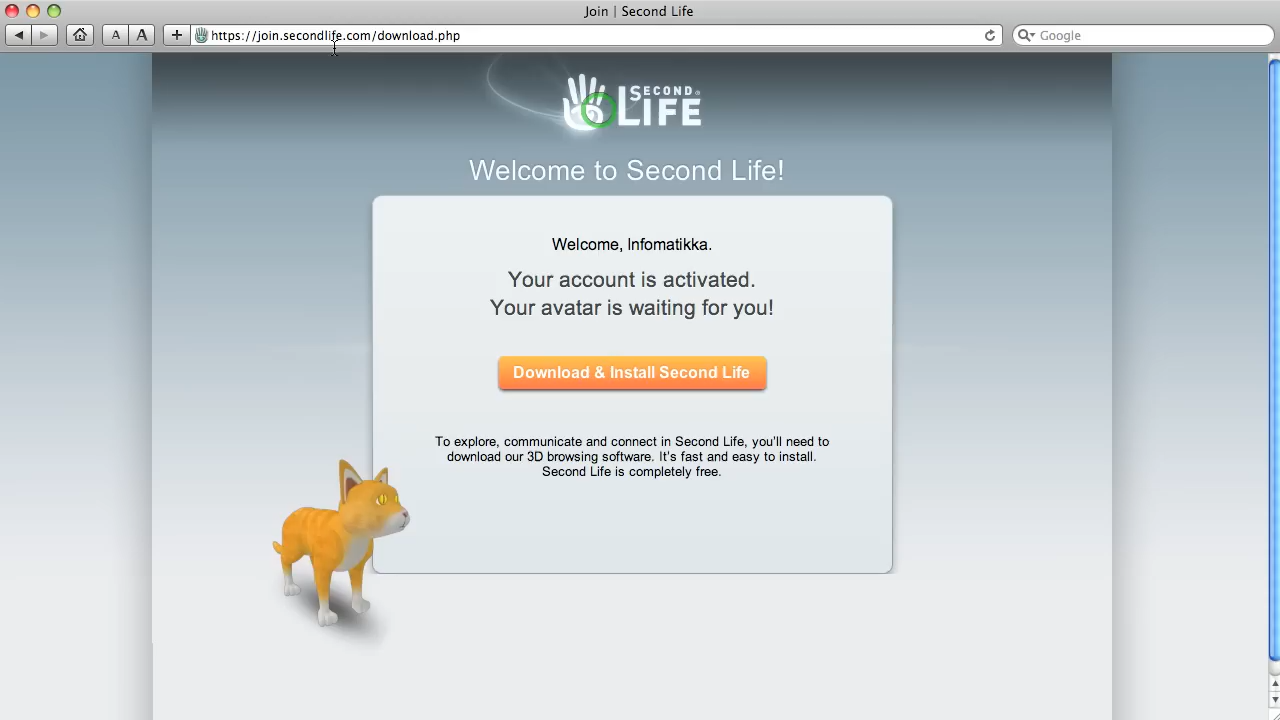 Join | Second Life
A A + https://join.secondlife.com/download.php Google
SECOND®
LIFE
Welcome to Second Life!
Welcome, Infomatikka.
Your account is activated.
Your avatar is waiting for you!
Download & Install Second Life
To explore, communicate and connect in Second Life, you'll need to
download our 3D browsing software. It's fast and easy to install.
Second Life is completely free.